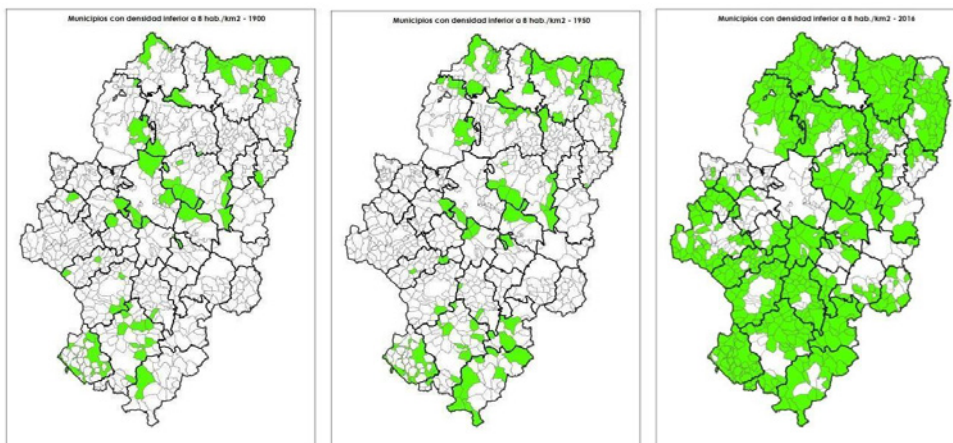 Municipios con densidad inferior a 8 hab./km2 - 1900
Municipios con densidad inferior a 8 hab./km2 - 1950
Municipios con densidad inferior a 8 hab./km2 - 2016